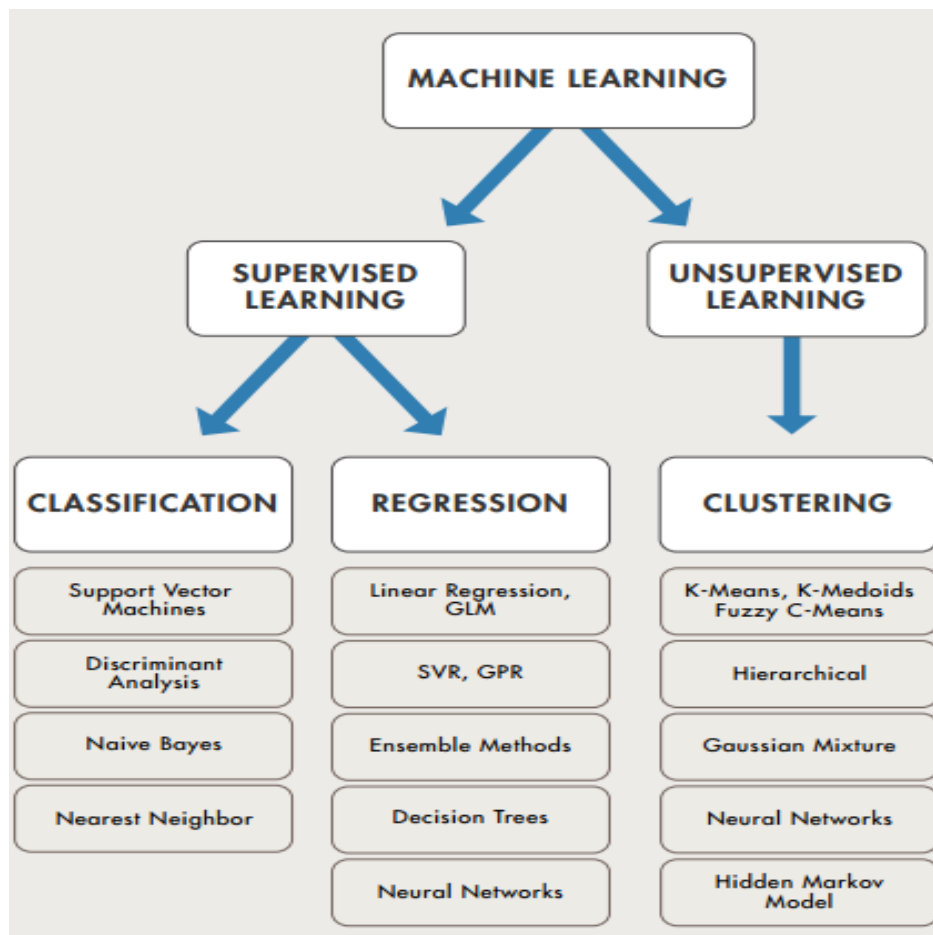 MACHINE LEARNING
SUPERVISED
LEARNING
UNSUPERVISED
LEARNING
CLASSIFICATION
Support Vector
Machines
Discriminant
Analysis
Naive Bayes
Nearest Neighbor
REGRESSION
Linear Regression,
GLM
SVR, GPR
Ensemble Methods
Decision Trees
Neural Networks
CLUSTERING
K-Means, K-Medoids
Fuzzy C-Means
Hierarchical
Gaussian Mixture
Neural Networks
Hidden Markov
Model